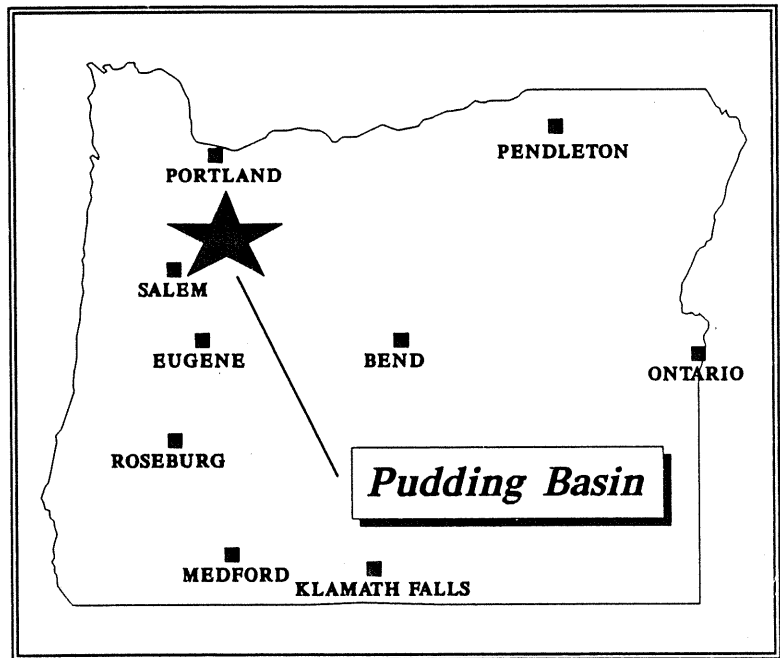 PENDLETON
PORTLAND
SALEM
EUGENE
BEND
ONTARIO
ROSEBURG
Pudding Basin
MEDFORD
KLAMATH FALLS